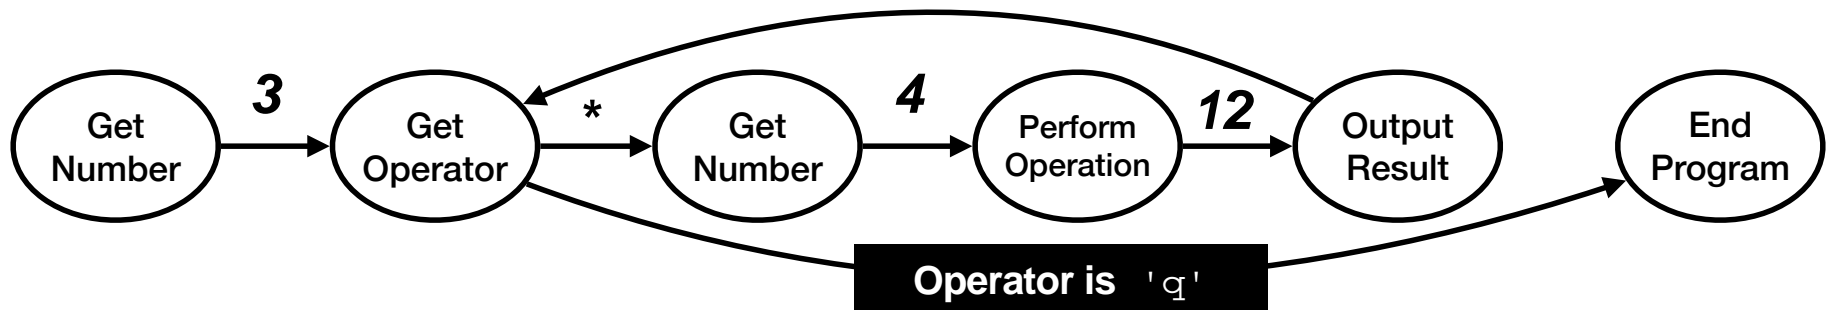 Get
Number
3
Get
Operator
*
Get
Number
4
Perform
Operation
12
Output
Result
End
Program
Operator is 'q'